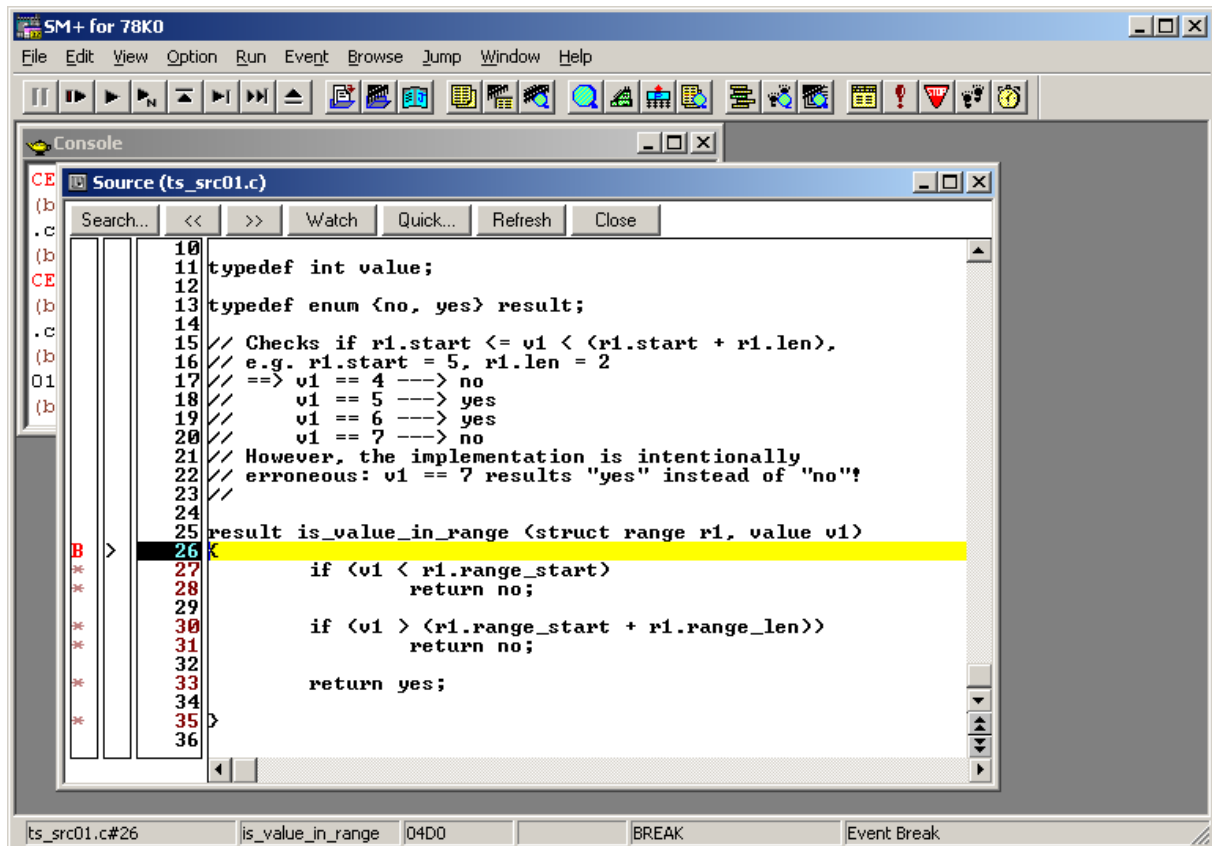 SM+ for 78K0
File Edit View Option Run Event Browse Jump Window Help
Console
CE
(b
.c
(b
CE
(b
.c
(b
01
(b
Source (ts_src01.c)
Search... << >> Watch Quick... Refresh Close
10
11 typedef int value;
12
13 typedef enum {no, yes} result;
14
15 // Checks if r1.start <= v1 < (r1.start + r1.len),
16 // e.g. r1.start = 5, r1.len = 2
17 // ==> v1 == 4 ---> no
18 //     v1 == 5 ---> yes
19 //     v1 == 6 ---> yes
20 //     v1 == 7 ---> no
21 // However, the implementation is intentionally
22 // erroneous: v1 == 7 results "yes" instead of "no"!
23 //
24
25 result is_value_in_range (struct range r1, value v1)
B > 26 {
* 27 if (v1 < r1.range_start)
* 28 return no;
29
* 30 if (v1 > (r1.range_start + r1.range_len))
* 31 return no;
32
* 33 return yes;
34
* 35 }
36
ts_src01.c#26 is_value_in_range 04D0 BREAK Event Break